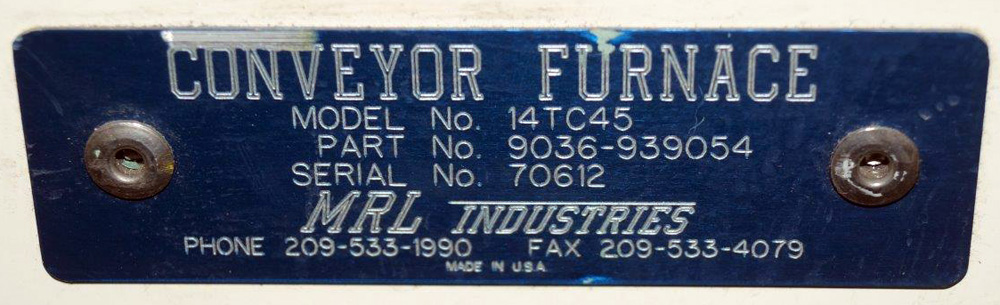 CONVEYOR FURNACE
MODEL No. 14TC45
PART No. 9036-939054
SERIAL No. 70612
MRL INDUSTRIES
PHONE 209-533-1990 FAX 209-533-4079
MADE IN U.S.A.